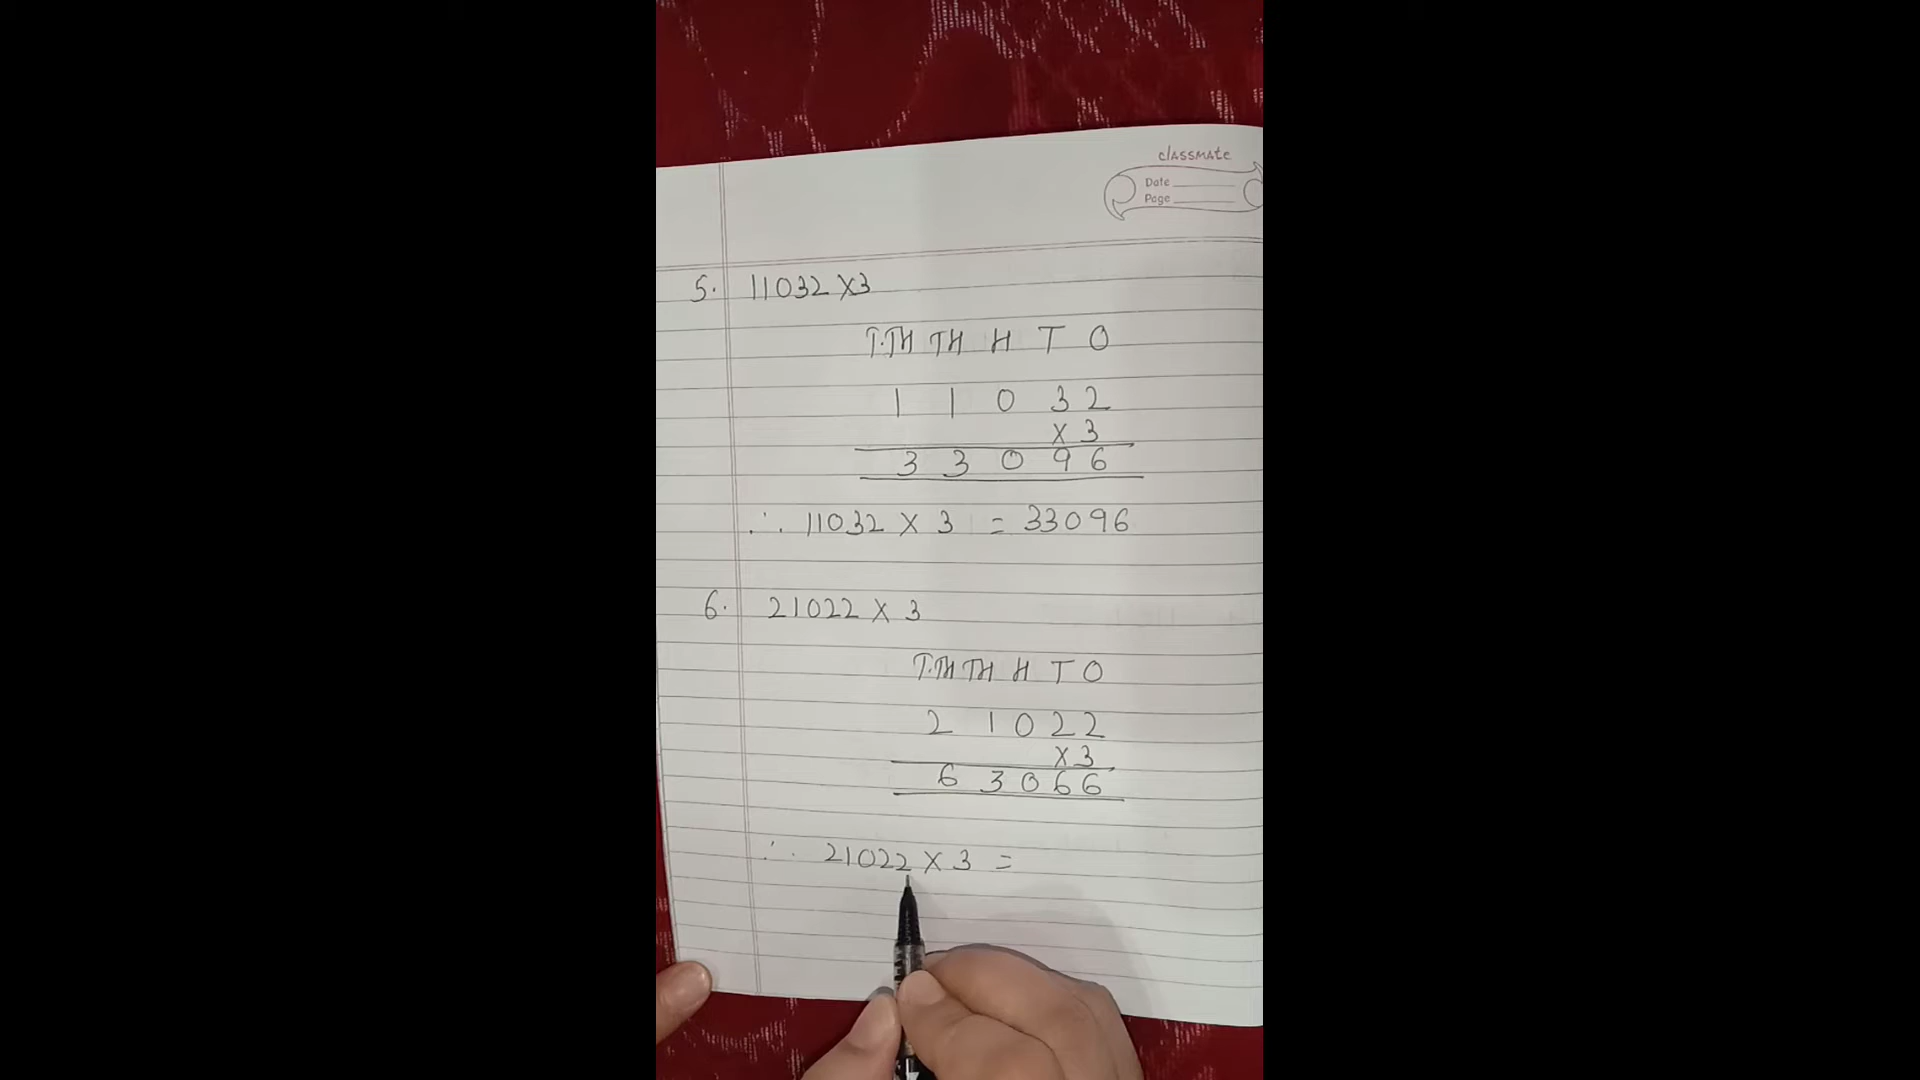 classmate
Date
Page
5. 11032 X3
T.TH TH H T O
1 1 0 3 2
X 3
3 3 0 9 6
∴ 11032 X 3 = 33096
6. 21022 X 3
T.TH TH H T O
2 1 0 2 2
X 3
6 3 0 6 6
∴ 21022 X 3 =